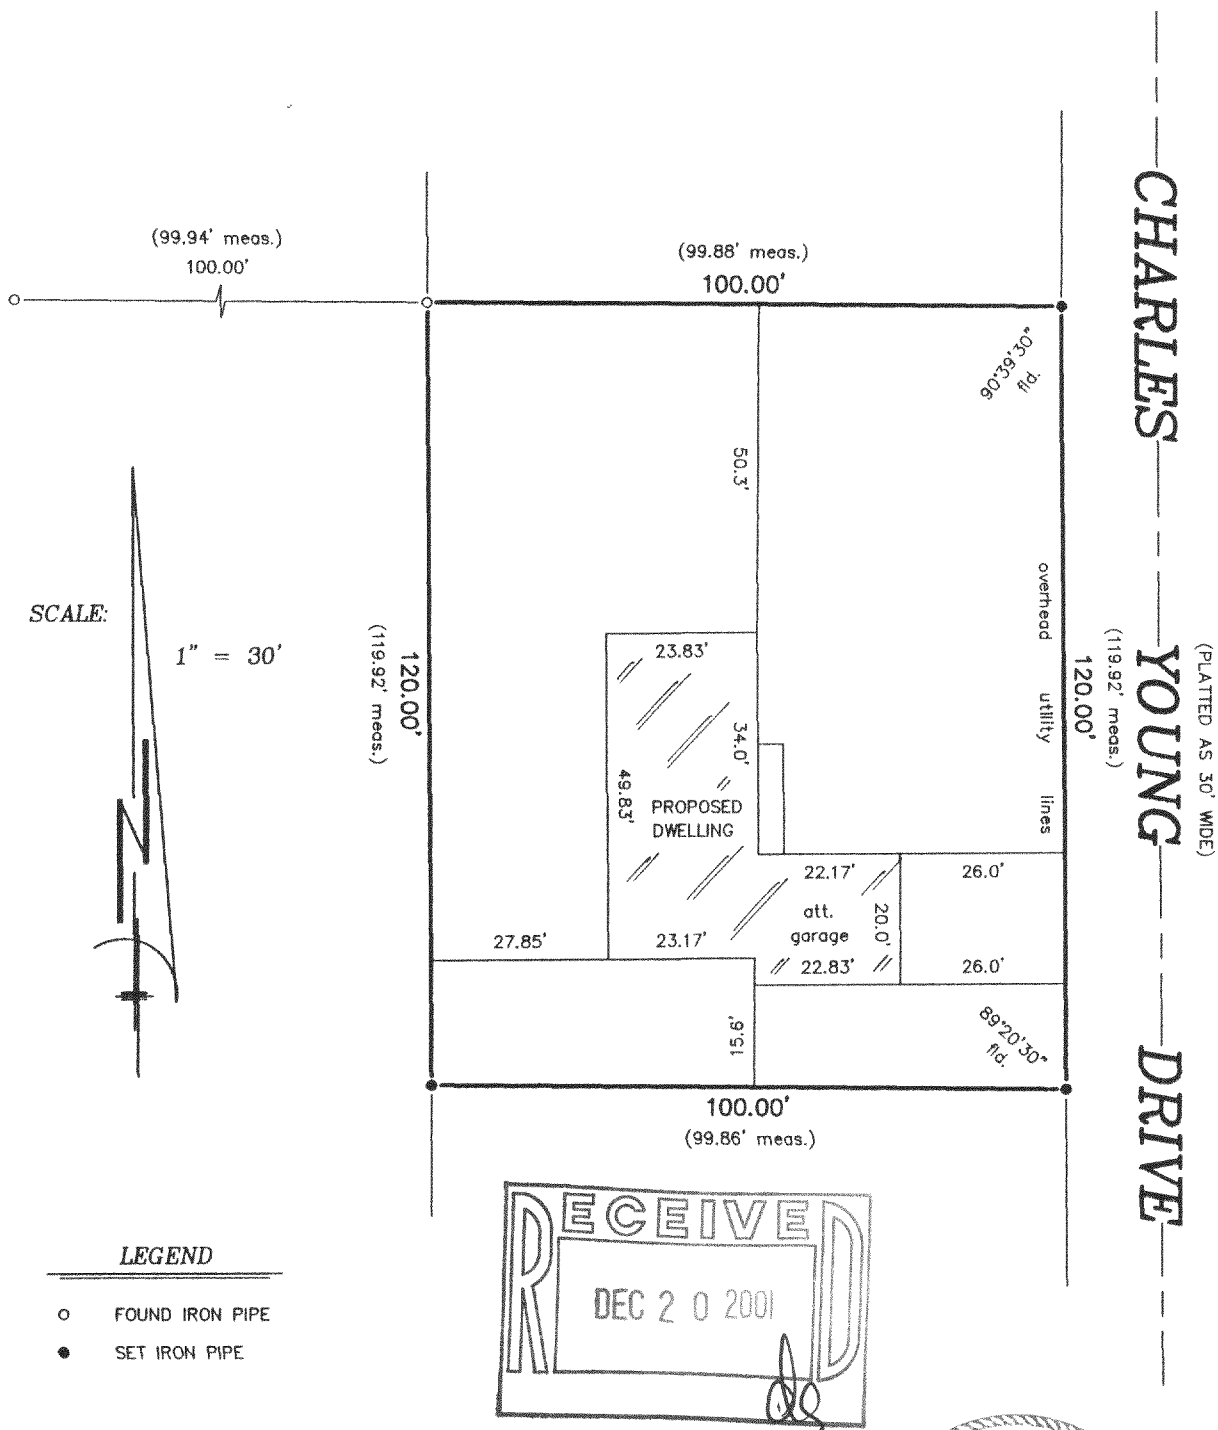 (99.94' meas.)
100.00'
(99.88' meas.)
100.00'
90°39'30"
fld.
CHARLES YOUNG DRIVE
(PLATTED AS 30' WIDE)
50.3'
overhead utility lines
SCALE:
1" = 30'
120.00'
(119.92' meas.)
120.00'
(119.92' meas.)
23.83'
34.0'
49.83'
PROPOSED
DWELLING
22.17'
26.0'
att.
garage
20.0'
27.85'
23.17'
22.83'
26.0'
N
15.6'
89°20'30"
fld.
100.00'
(99.86' meas.)
RECEIVED
DEC 20 2001
LEGEND
FOUND IRON PIPE
SET IRON PIPE